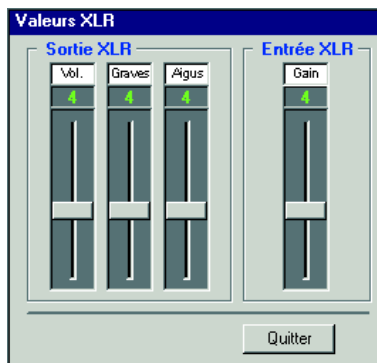 Valeurs XLR
Sortie XLR
Entrée XLR
Vol. Graves Aigus Gain
4 4 4 4
Quitter